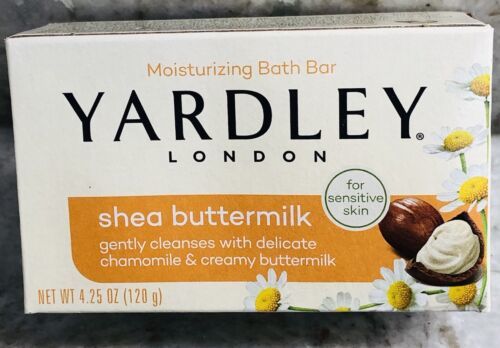 Moisturizing Bath Bar
YARDLEY®
LONDON
for
sensitive
skin
shea buttermilk
gently cleanses with delicate
chamomile & creamy buttermilk
NET WT 4.25 OZ (120 g)